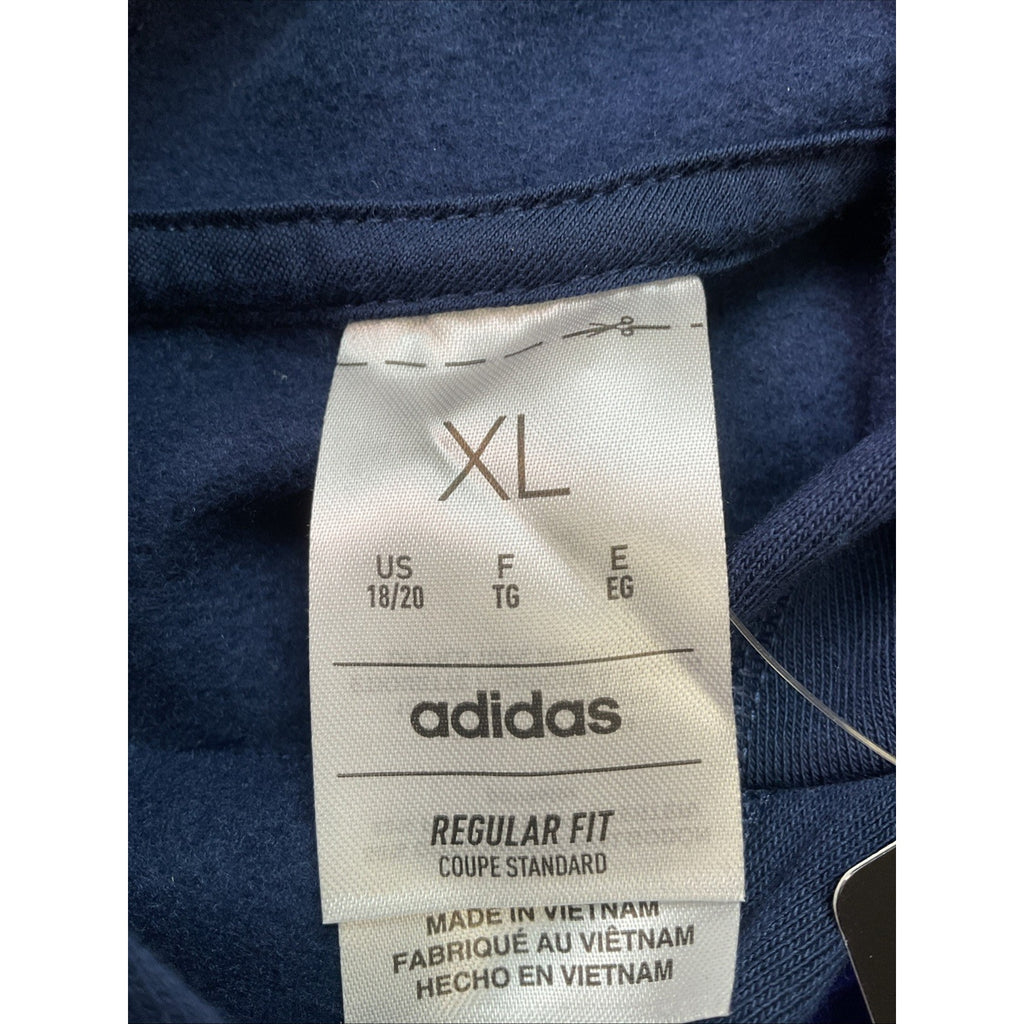 XL
US F E
18/20 TG EG
adidas
REGULAR FIT
COUPE STANDARD
MADE IN VIETNAM
FABRIQUÉ AU VIÊTNAM
HECHO EN VIETNAM